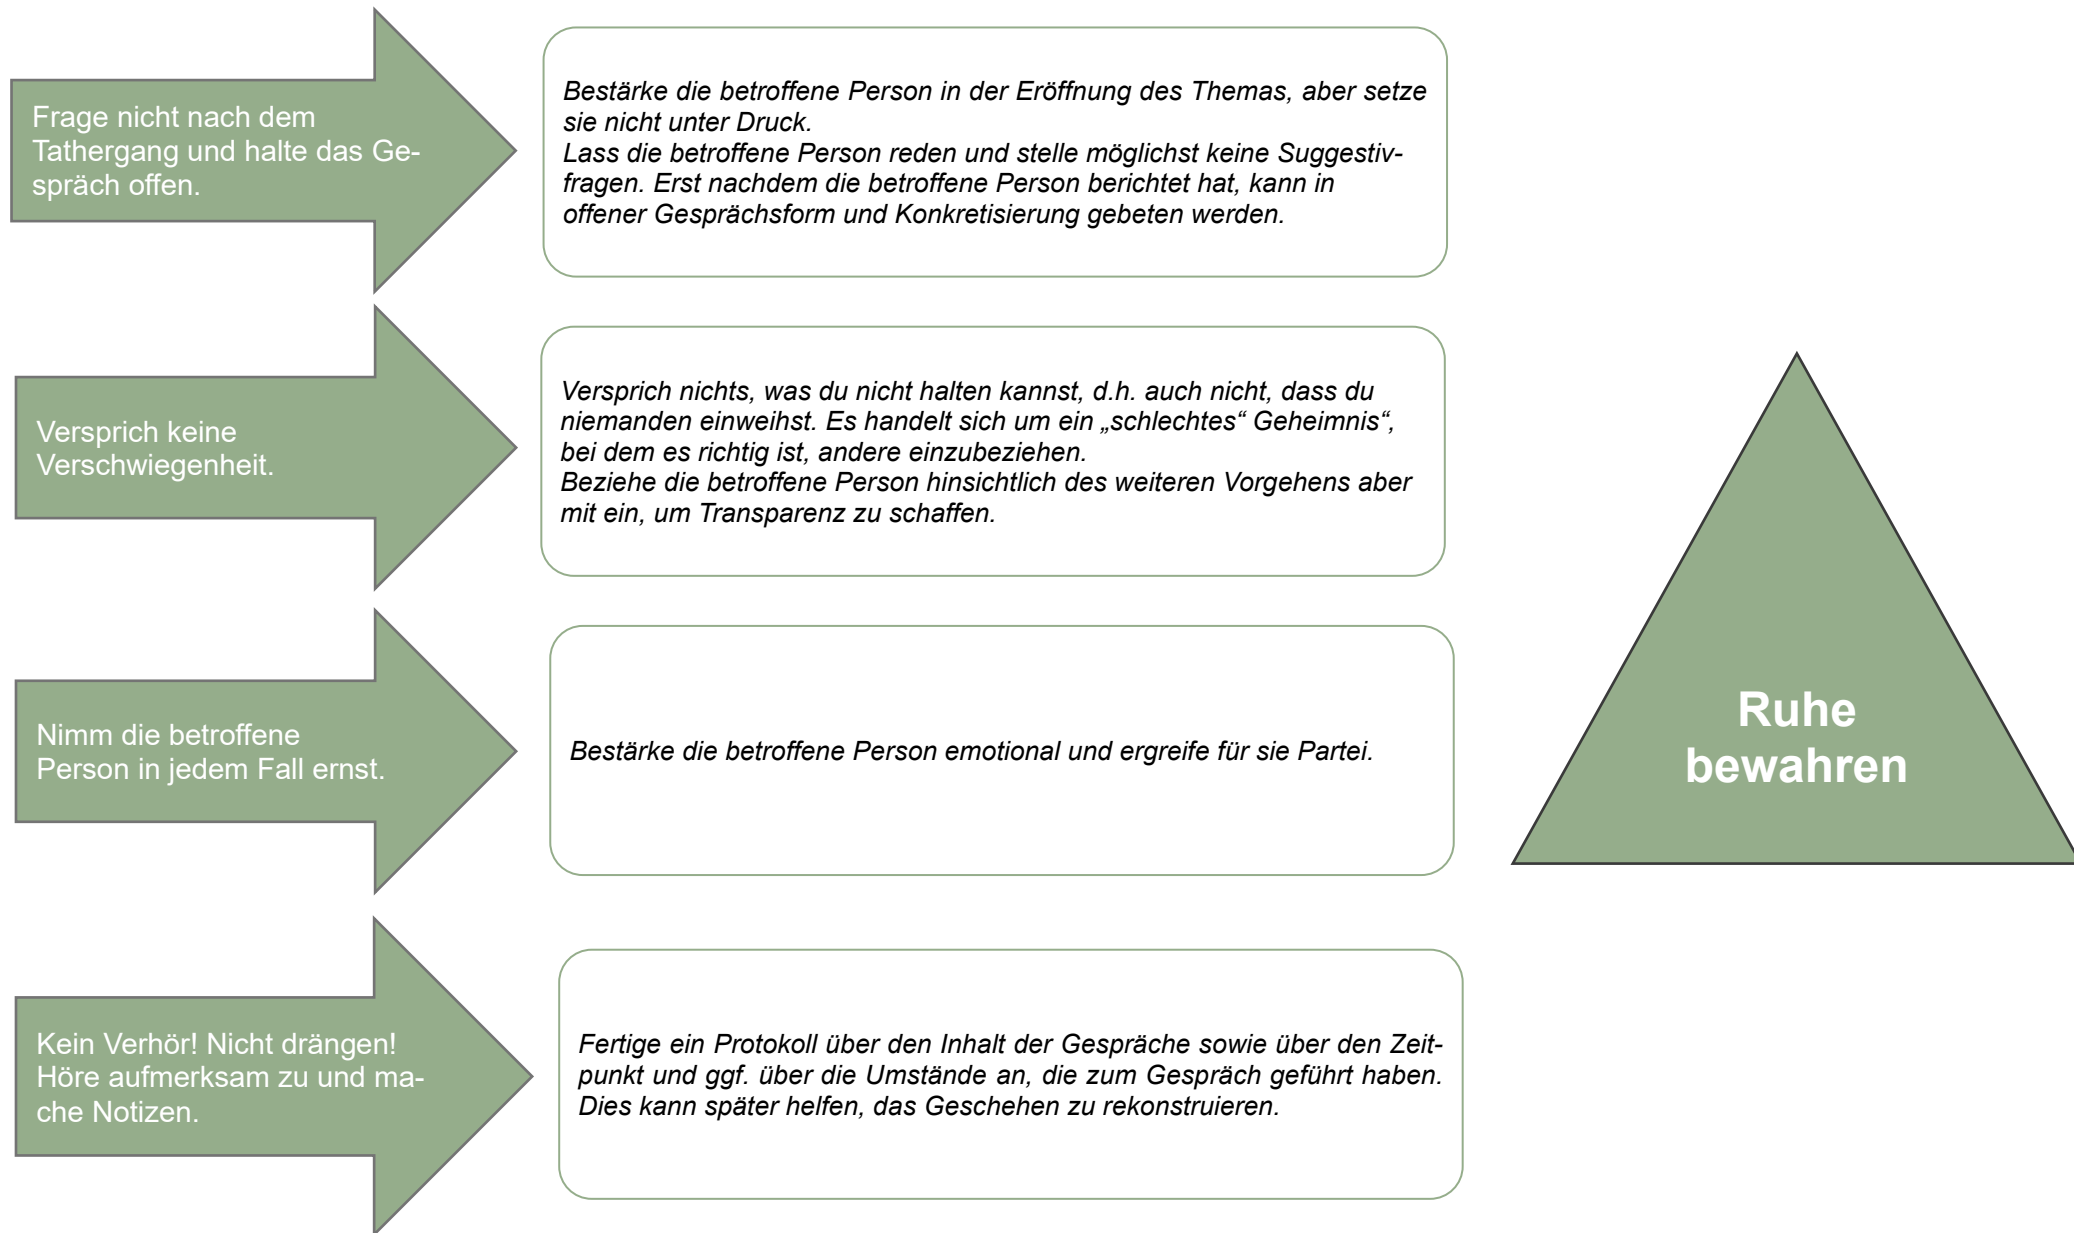 Frage nicht nach dem
Tathergang und halte das Ge-
spräch offen.
Bestärke die betroffene Person in der Eröffnung des Themas, aber setze
sie nicht unter Druck.
Lass die betroffene Person reden und stelle möglichst keine Suggestiv-
fragen. Erst nachdem die betroffene Person berichtet hat, kann in
offener Gesprächsform und Konkretisierung gebeten werden.
Versprich keine
Verschwiegenheit.
Versprich nichts, was du nicht halten kannst, d.h. auch nicht, dass du
niemanden einweihst. Es handelt sich um ein „schlechtes“ Geheimnis“,
bei dem es richtig ist, andere einzubeziehen.
Beziehe die betroffene Person hinsichtlich des weiteren Vorgehens aber
mit ein, um Transparenz zu schaffen.
Nimm die betroffene
Person in jedem Fall ernst.
Bestärke die betroffene Person emotional und ergreife für sie Partei.
Kein Verhör! Nicht drängen!
Höre aufmerksam zu und ma-
che Notizen.
Fertige ein Protokoll über den Inhalt der Gespräche sowie über den Zeit-
punkt und ggf. über die Umstände an, die zum Gespräch geführt haben.
Dies kann später helfen, das Geschehen zu rekonstruieren.
Ruhe
bewahren